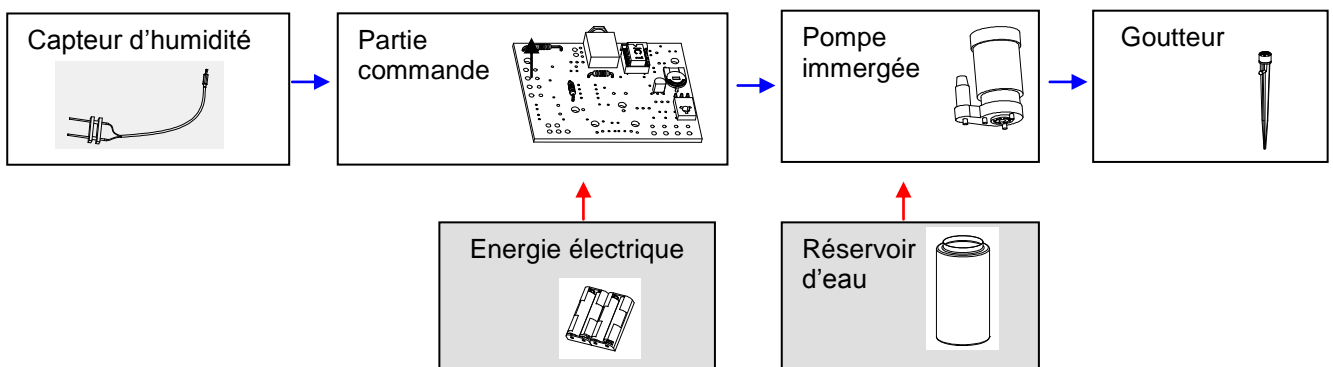 Capteur d’humidité
Partie
commande
Pompe
immergée
Goutteur
Energie électrique
Réservoir
d’eau